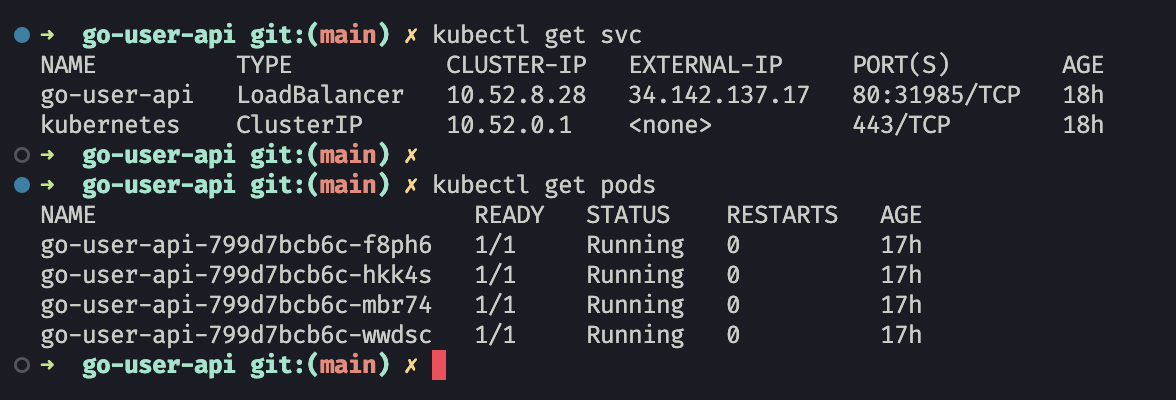 ➜  go-user-api git:(main) ✗ kubectl get svc
NAME          TYPE           CLUSTER-IP   EXTERNAL-IP     PORT(S)        AGE
go-user-api   LoadBalancer   10.52.8.28   34.142.137.17   80:31985/TCP   18h
kubernetes    ClusterIP      10.52.0.1    <none>          443/TCP        18h
➜  go-user-api git:(main) ✗
➜  go-user-api git:(main) ✗ kubectl get pods
NAME                           READY   STATUS    RESTARTS   AGE
go-user-api-799d7bcb6c-f8ph6   1/1     Running   0          17h
go-user-api-799d7bcb6c-hkk4s   1/1     Running   0          17h
go-user-api-799d7bcb6c-mbr74   1/1     Running   0          17h
go-user-api-799d7bcb6c-wwdsc   1/1     Running   0          17h
➜  go-user-api git:(main) ✗